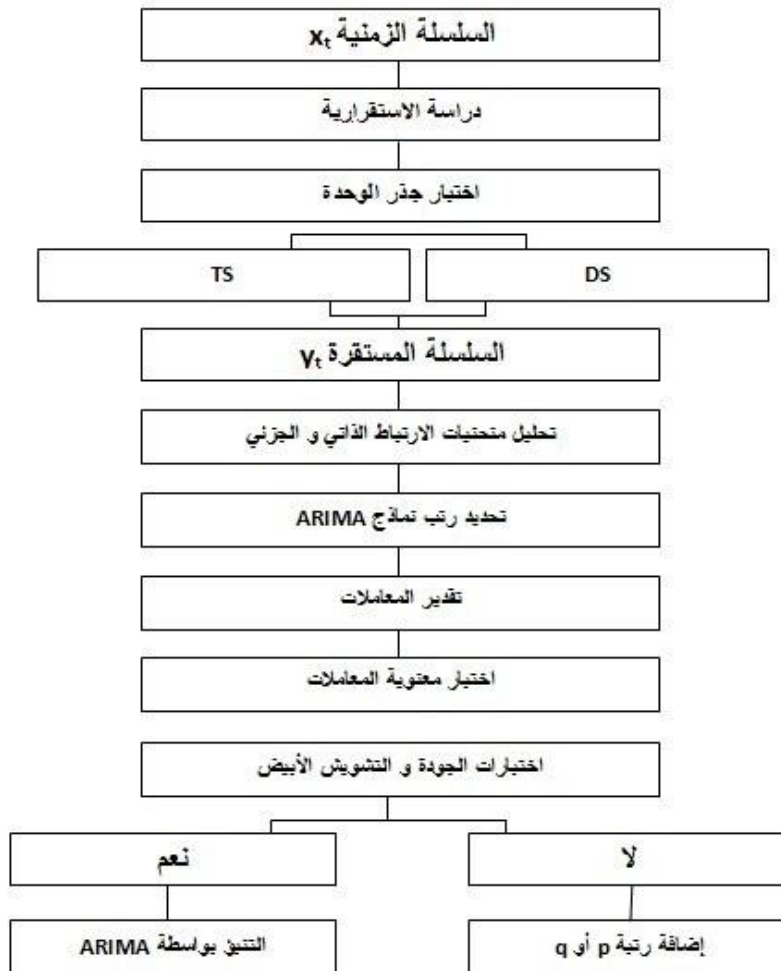 السلسلة الزمنية xₜ
دراسة الاستقرارية
اختبار جذر الوحدة
TS
DS
السلسلة المستقرة yₜ
تحليل منحنيات الارتباط الذاتي و الجزئي
تحديد رتب نماذج ARIMA
تقدير المعاملات
اختبار معنوية المعاملات
اختبارات الجودة و التشويش الأبيض
نعم
لا
التنبؤ بواسطة ARIMA
إضافة رتبة p أو q